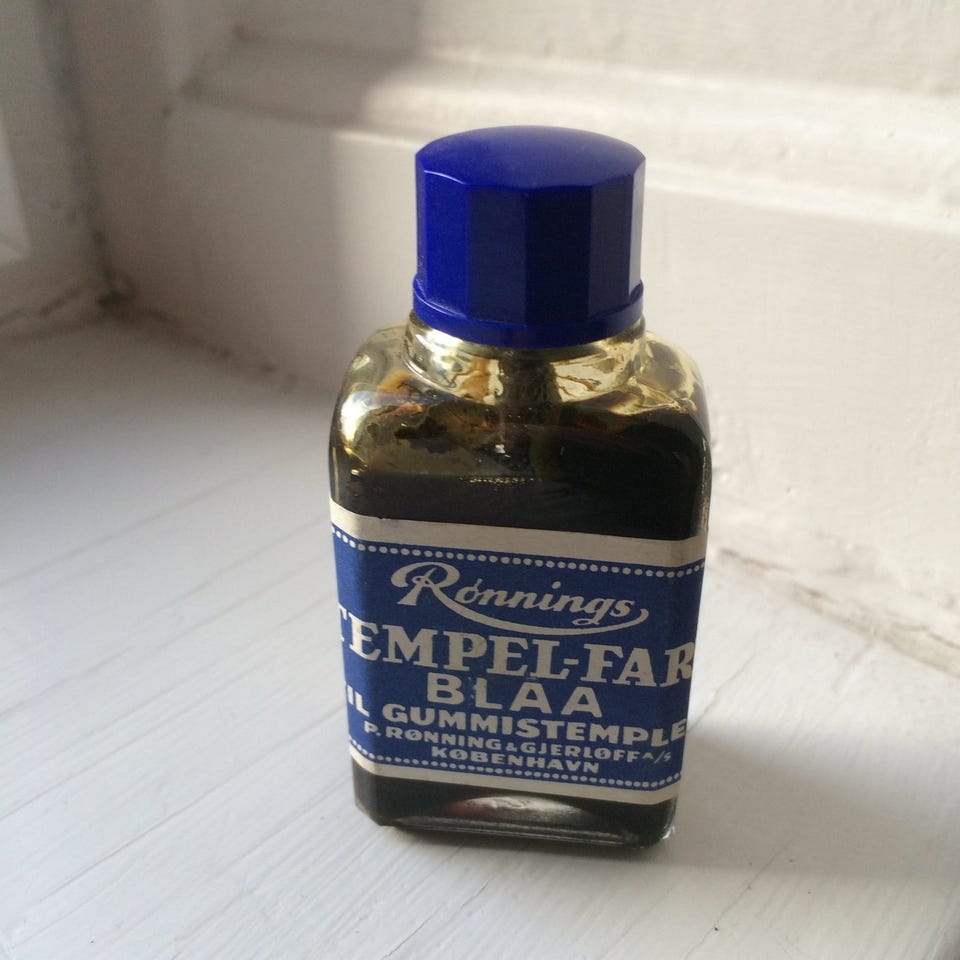 Rønnings
TEMPEL-FAR
BLAA
IL GUMMISTEMPLE
P. RØNNING & GJERLØFF A/S
KØBENHAVN